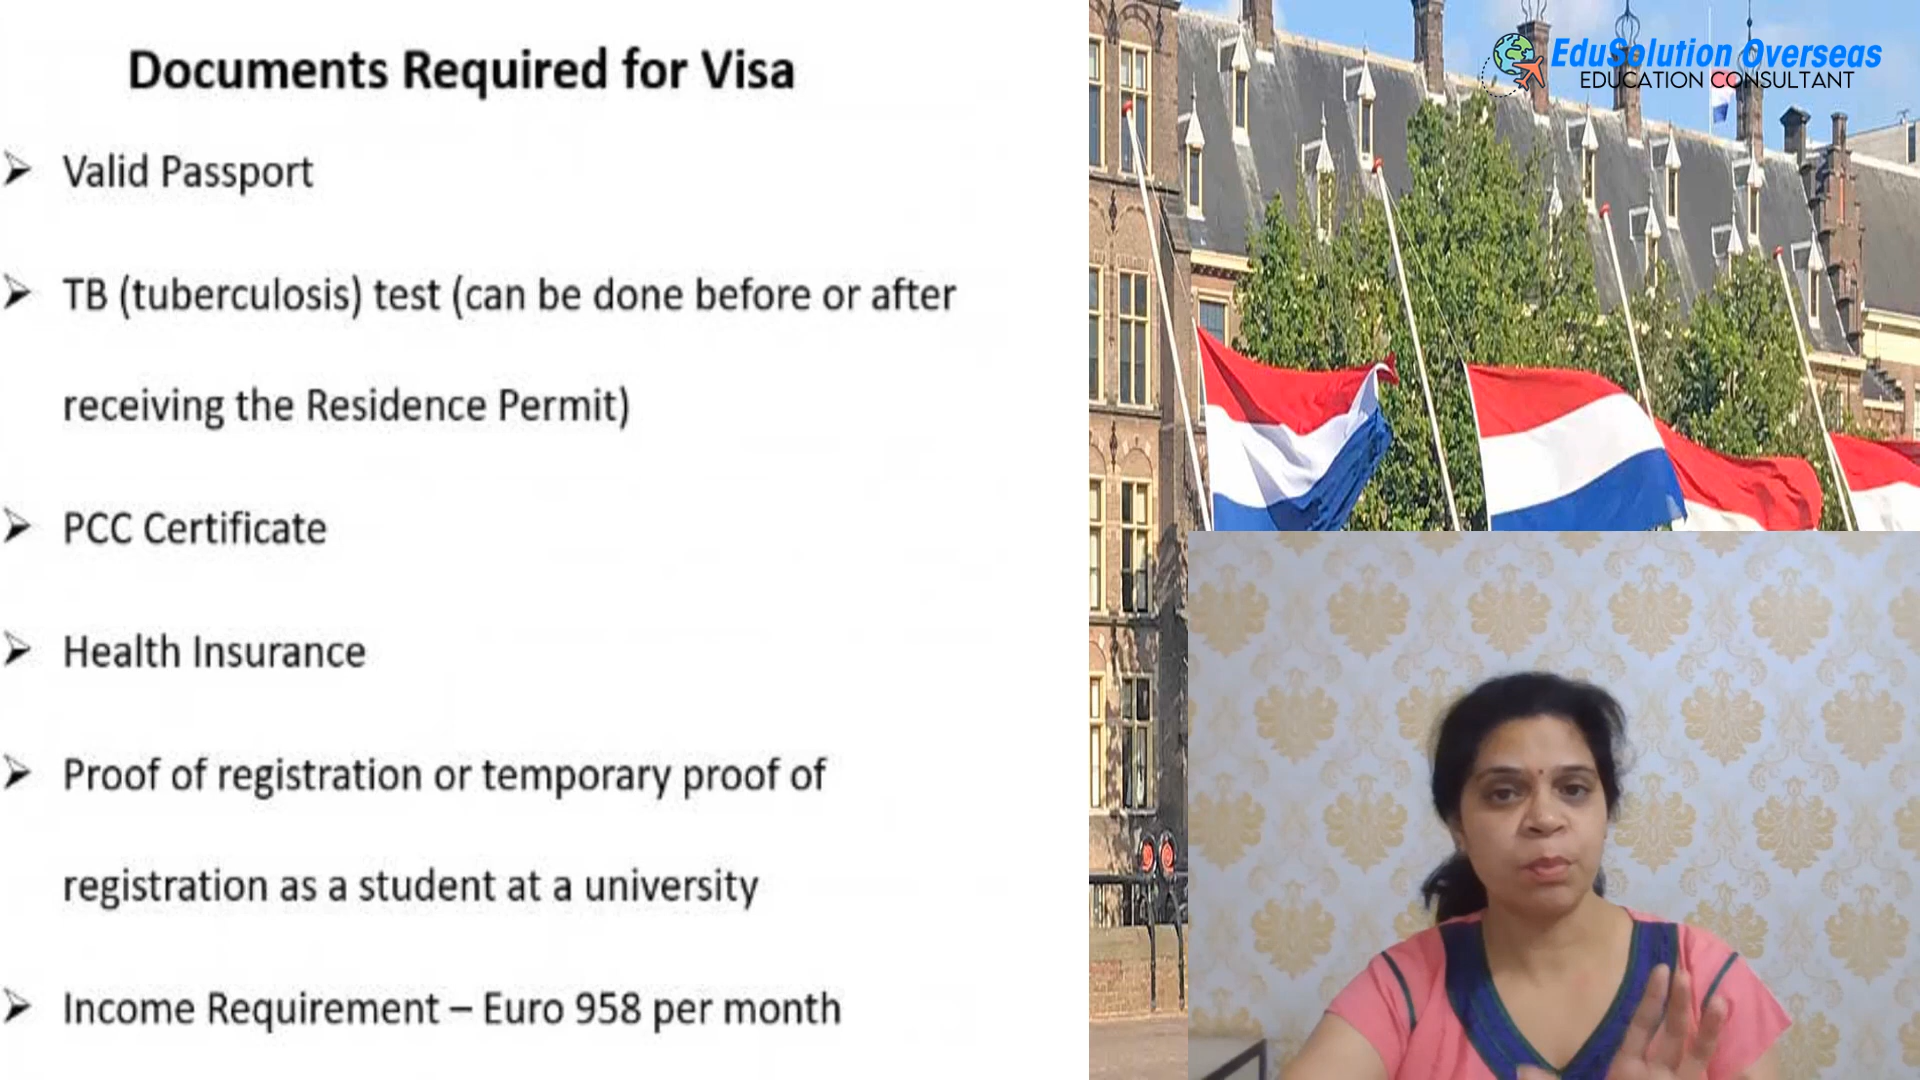 Documents Required for Visa
Valid Passport
TB (tuberculosis) test (can be done before or after
receiving the Residence Permit)
PCC Certificate
Health Insurance
Proof of registration or temporary proof of
registration as a student at a university
Income Requirement – Euro 958 per month
EduSolution Overseas
EDUCATION CONSULTANT